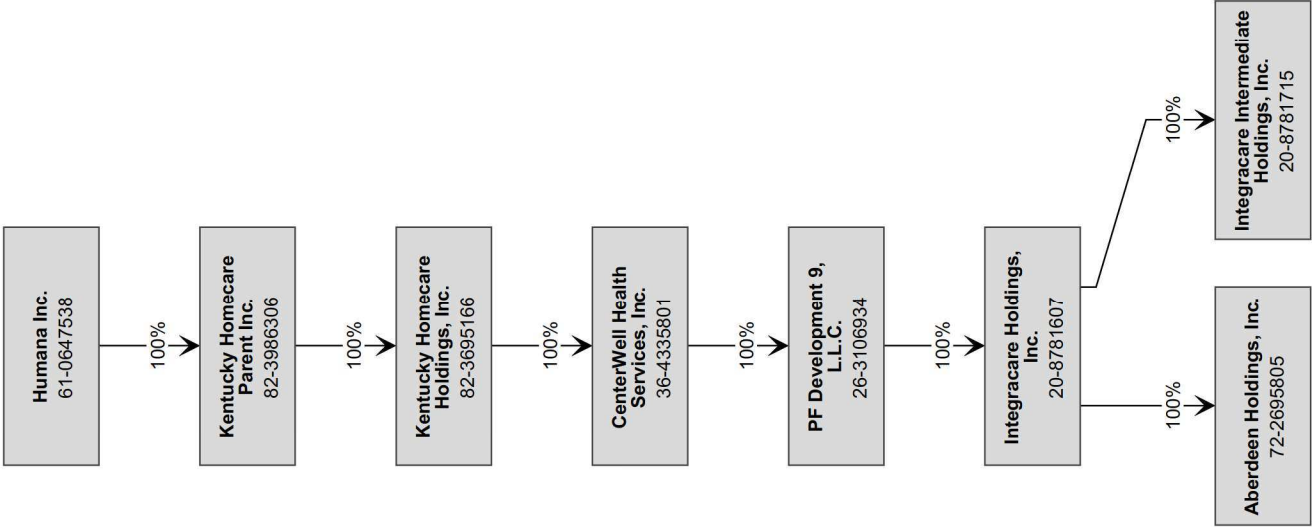 Humana Inc.
61-0647538
100%
Kentucky Homecare
Parent Inc.
82-3986306
100%
Kentucky Homecare
Holdings, Inc.
82-3695166
100%
CenterWell Health
Services, Inc.
36-4335801
100%
PF Development 9,
L.L.C.
26-3106934
100%
Integracare Holdings,
Inc.
20-8781607
100%
Aberdeen Holdings, Inc.
72-2695805
100%
Integracare Intermediate
Holdings, Inc.
20-8781715